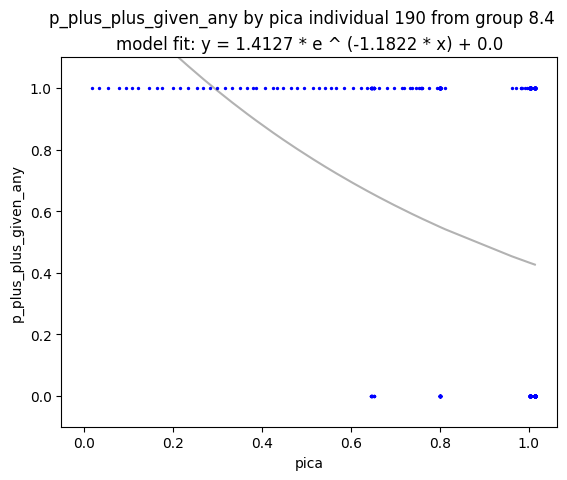 p_plus_plus_given_any by pica individual 190 from group 8.4
model fit: y = 1.4127 * e ^ (-1.1822 * x) + 0.0
p_plus_plus_given_any
1.0
0.8
0.6
0.4
0.2
0.0
0.0 0.2 0.4 0.6 0.8 1.0
pica